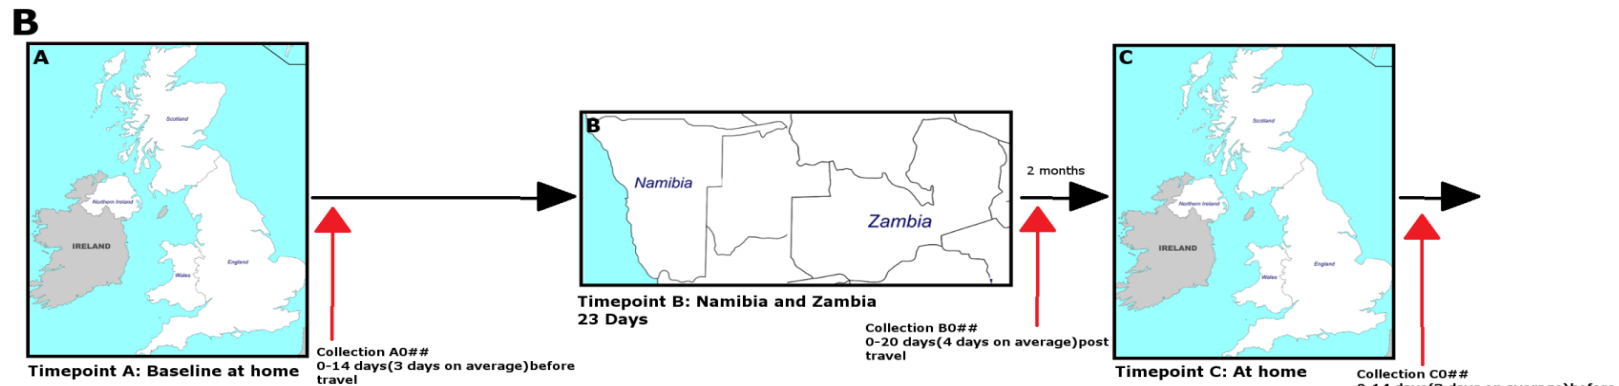 B
A
Scotland
Northern Ireland
IRELAND
Wales
England
Timepoint A: Baseline at home
Collection A0##
0-14 days(3 days on average)before
travel
B
Namibia
Zambia
Timepoint B: Namibia and Zambia
23 Days
2 months
Collection B0##
0-20 days(4 days on average)post
travel
C
Scotland
Northern Ireland
IRELAND
Wales
England
Timepoint C: At home
Collection C0##